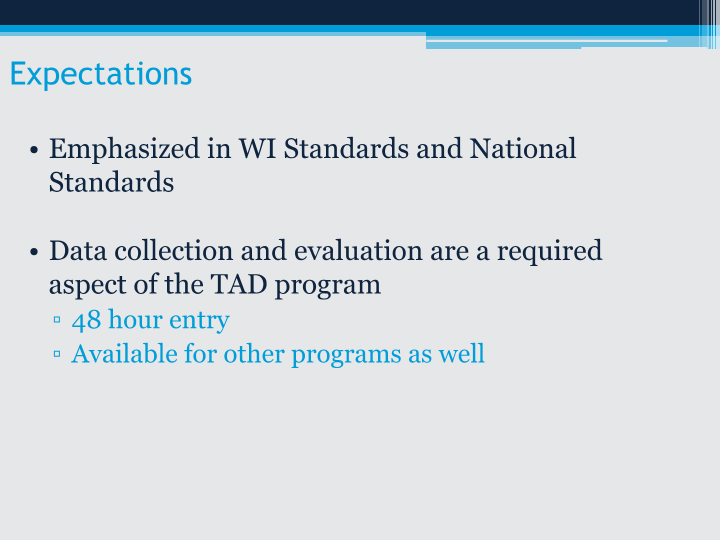 Expectations
• Emphasized in WI Standards and National
Standards
• Data collection and evaluation are a required
aspect of the TAD program
▫ 48 hour entry
▫ Available for other programs as well